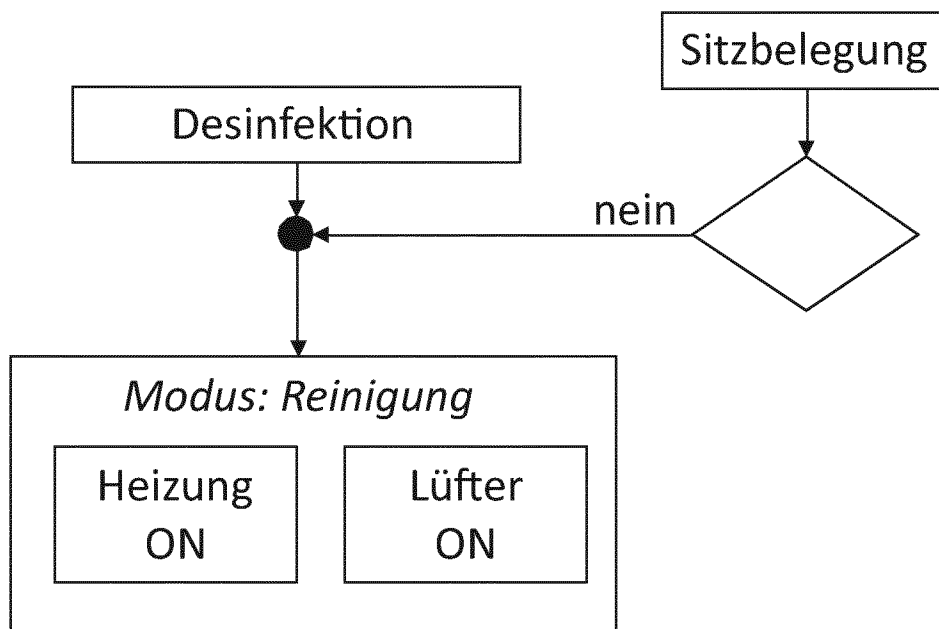 Sitzbelegung
Desinfektion
nein
Modus: Reinigung
Heizung
ON
Lüfter
ON